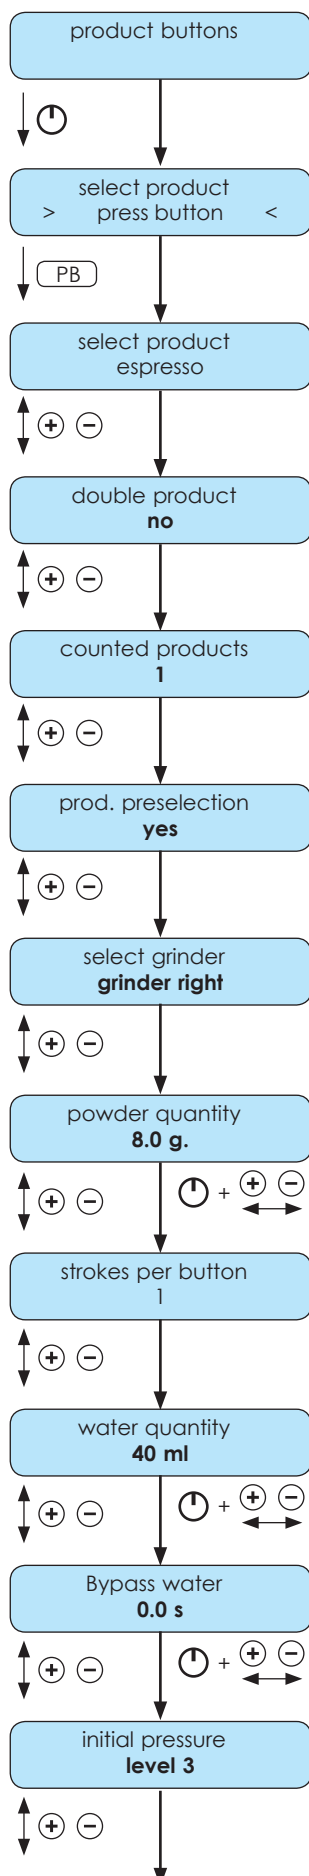 product buttons
select product
> press button <
PB
select product
espresso
+ −
double product
no
+ −
counted products
1
+ −
prod. preselection
yes
+ −
select grinder
grinder right
+ −
powder quantity
8.0 g.
+ − + + −
strokes per button
1
+ −
water quantity
40 ml
+ − + + −
Bypass water
0.0 s
+ − + + −
initial pressure
level 3
+ −